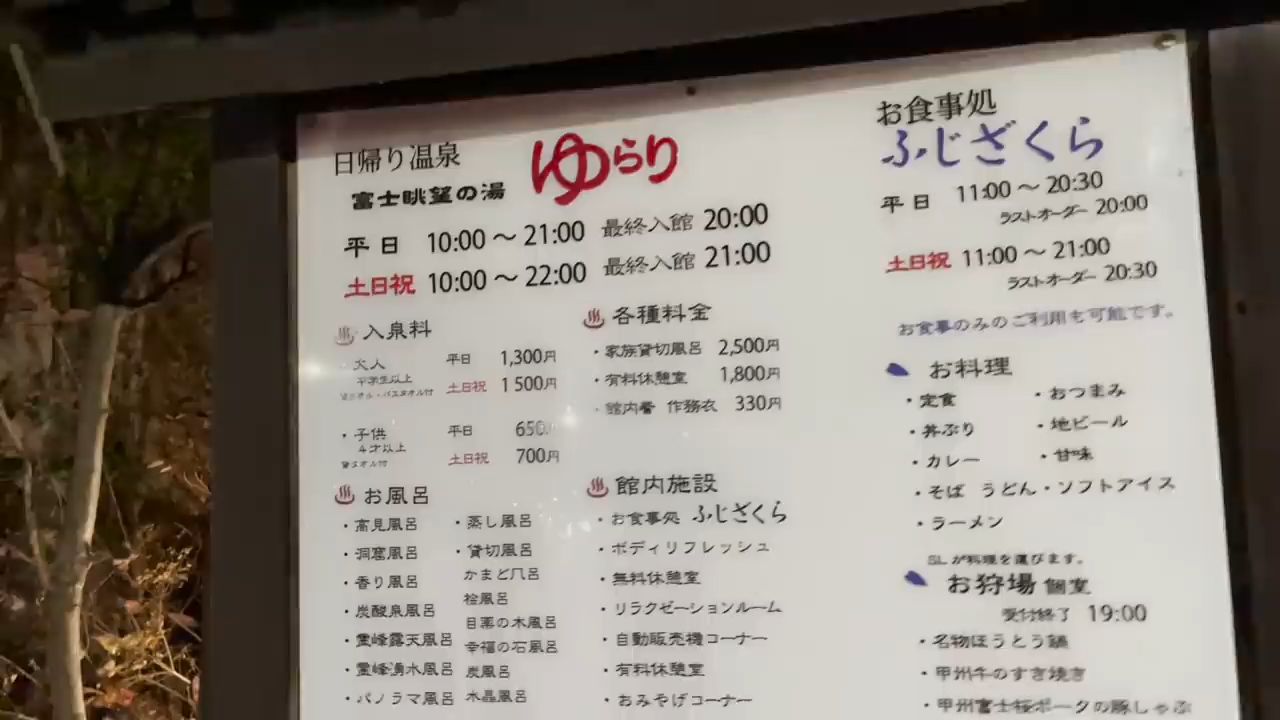 日帰り温泉
富士眺望の湯 ゆらり
平日 10:00 ～ 21:00 最終入館 20:00
土日祝 10:00 ～ 22:00 最終入館 21:00
入泉料
大人 平日 1,300円
中学生以上 土日祝 1500円
貸タオル・バスタオル付
・子供 平日 650
4才以上
貸タオル付 土日祝 700円
お風呂
・高見風呂
・洞窟風呂
・香り風呂
・炭酸泉風呂
・霊峰露天風呂
・霊峰湧水風呂
・パノラマ風呂
・蒸し風呂
・貸切風呂
かまど風呂
桧風呂
目薬の木風呂
幸福の石風呂
炭風呂
水晶風呂
各種料金
・家族貸切風呂 2,500円
・有料休憩室 1,800円
・館内着 作務衣 330円
館内施設
・お食事処 ふじざくら
・ボディリフレッシュ
・無料休憩室
・リラクゼーションルーム
・自動販売機コーナー
・有料休憩室
・おみやげコーナー
お食事処
ふじざくら
平日 11:00 ～ 20:30
ラストオーダー 20:00
土日祝 11:00 ～ 21:00
ラストオーダー 20:30
お食事のみのご利用も可能です。
お料理
・定食
・丼ぶり
・カレー
・おつまみ
・地ビール
・甘味
・そば うどん・ソフトアイス
・ラーメン
SLが料理を運びます。
お狩場 個室
受付終了 19:00
・名物ほうとう鍋
・甲州牛のすき焼き
・甲州富士桜ポークの豚しゃぶ